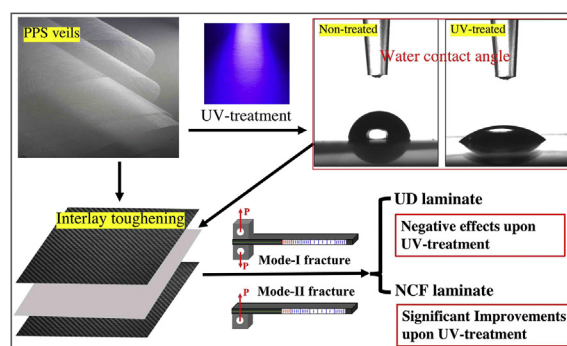 PPS veils
UV-treatment
Non-treated
UV-treated
Water contact angle
Interlay toughening
P
P
Mode-I fracture
P
Mode-II fracture
UD laminate
Negative effects upon
UV-treatment
NCF laminate
Significant Improvements
upon UV-treatment